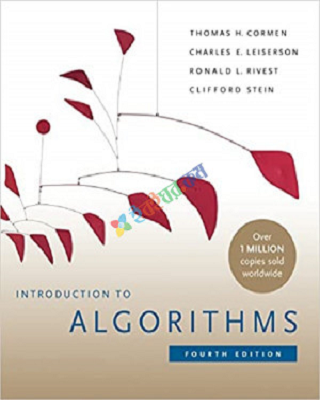 THOMAS H. CORMEN
CHARLES E. LEISERSON
RONALD L. RIVEST
CLIFFORD STEIN
Over
1 MILLION
copies sold
worldwide
INTRODUCTION TO
ALGORITHMS
FOURTH EDITION